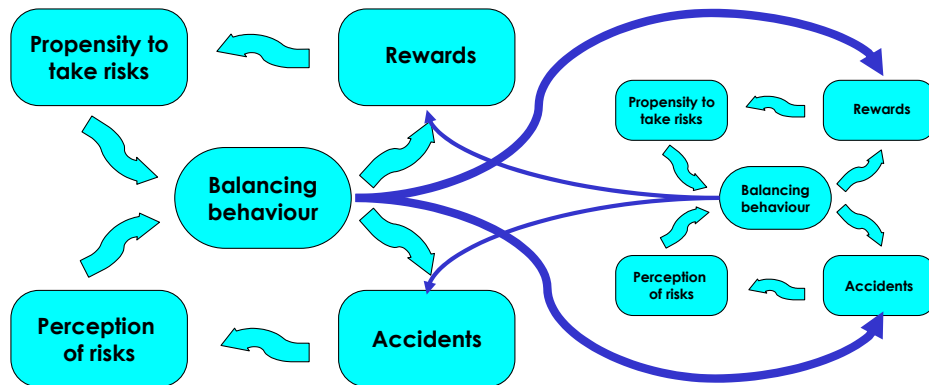 Propensity to
take risks
Rewards
Balancing
behaviour
Perception
of risks
Accidents
Propensity to
take risks
Rewards
Balancing
behaviour
Perception
of risks
Accidents